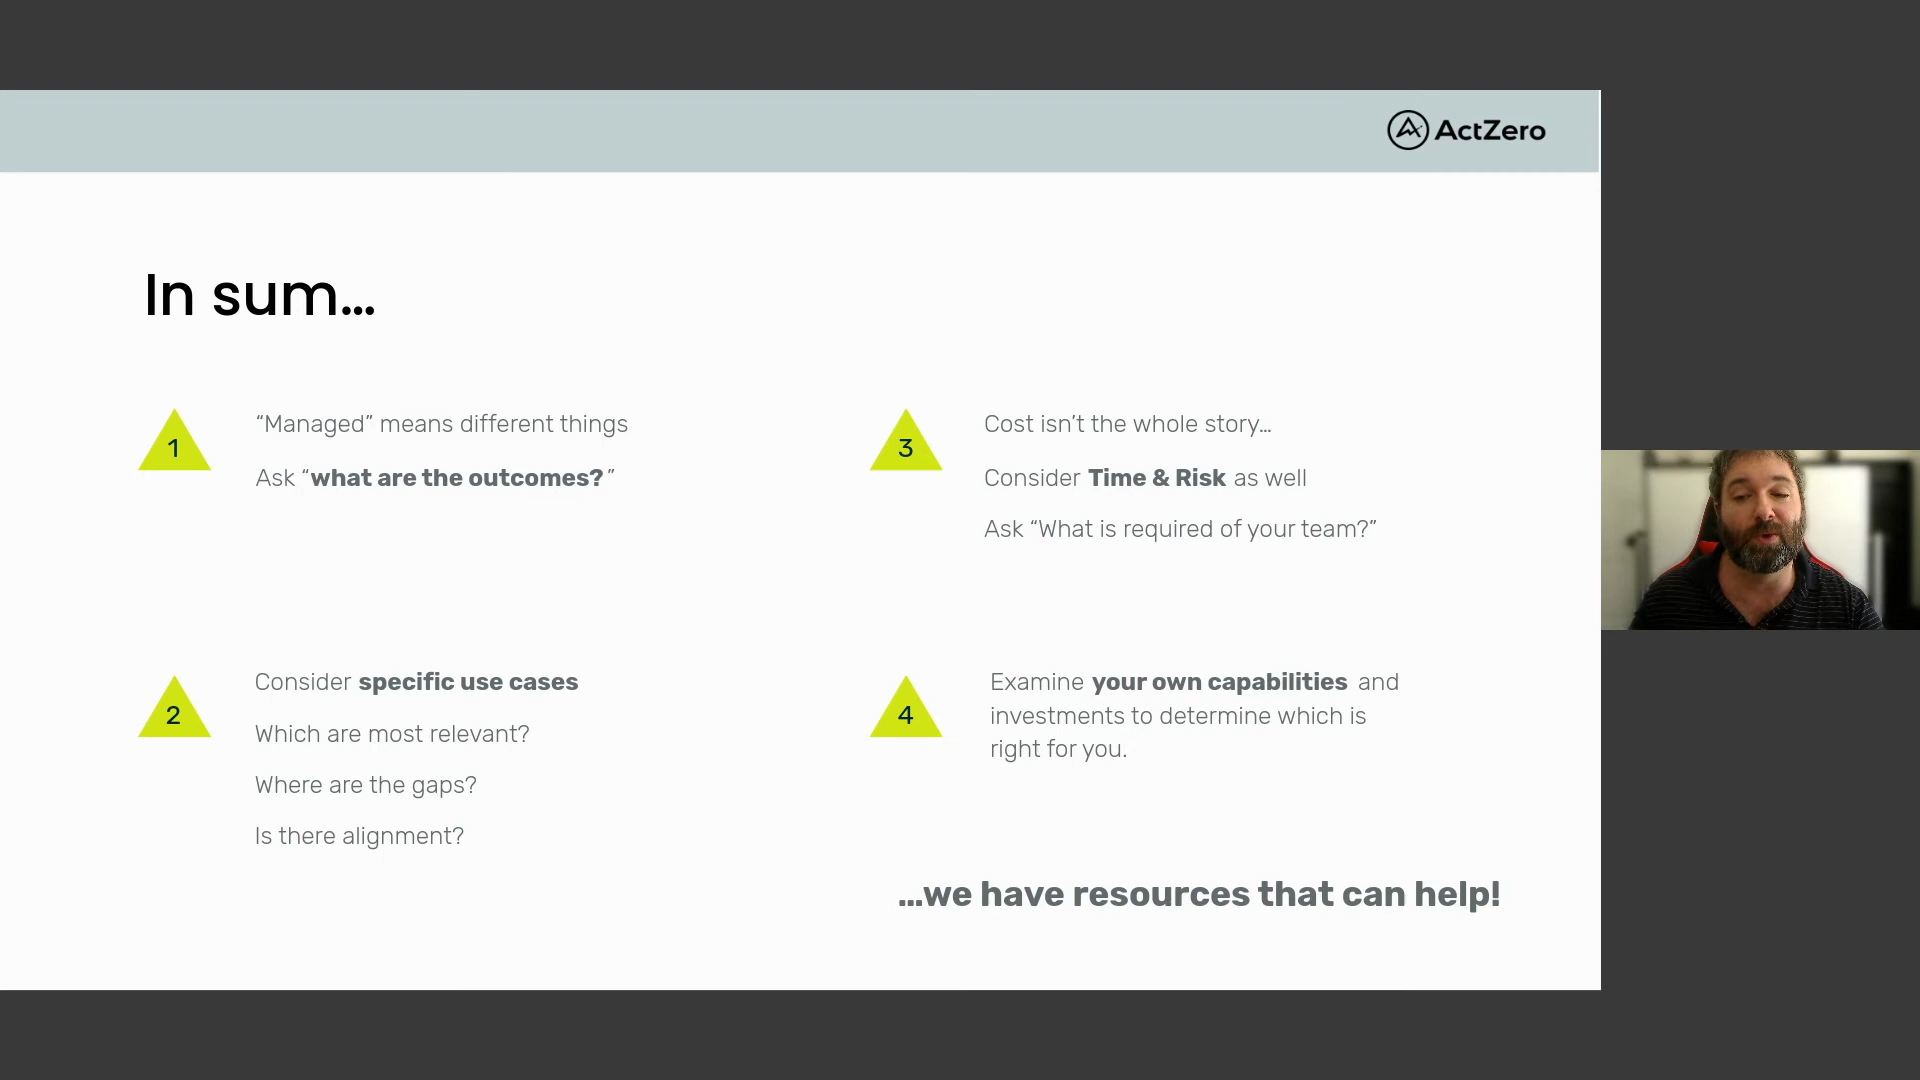 ActZero
In sum...
1
“Managed” means different things
Ask “what are the outcomes?”
2
Consider specific use cases
Which are most relevant?
Where are the gaps?
Is there alignment?
3
Cost isn’t the whole story...
Consider Time & Risk as well
Ask “What is required of your team?”
4
Examine your own capabilities and
investments to determine which is
right for you.
...we have resources that can help!